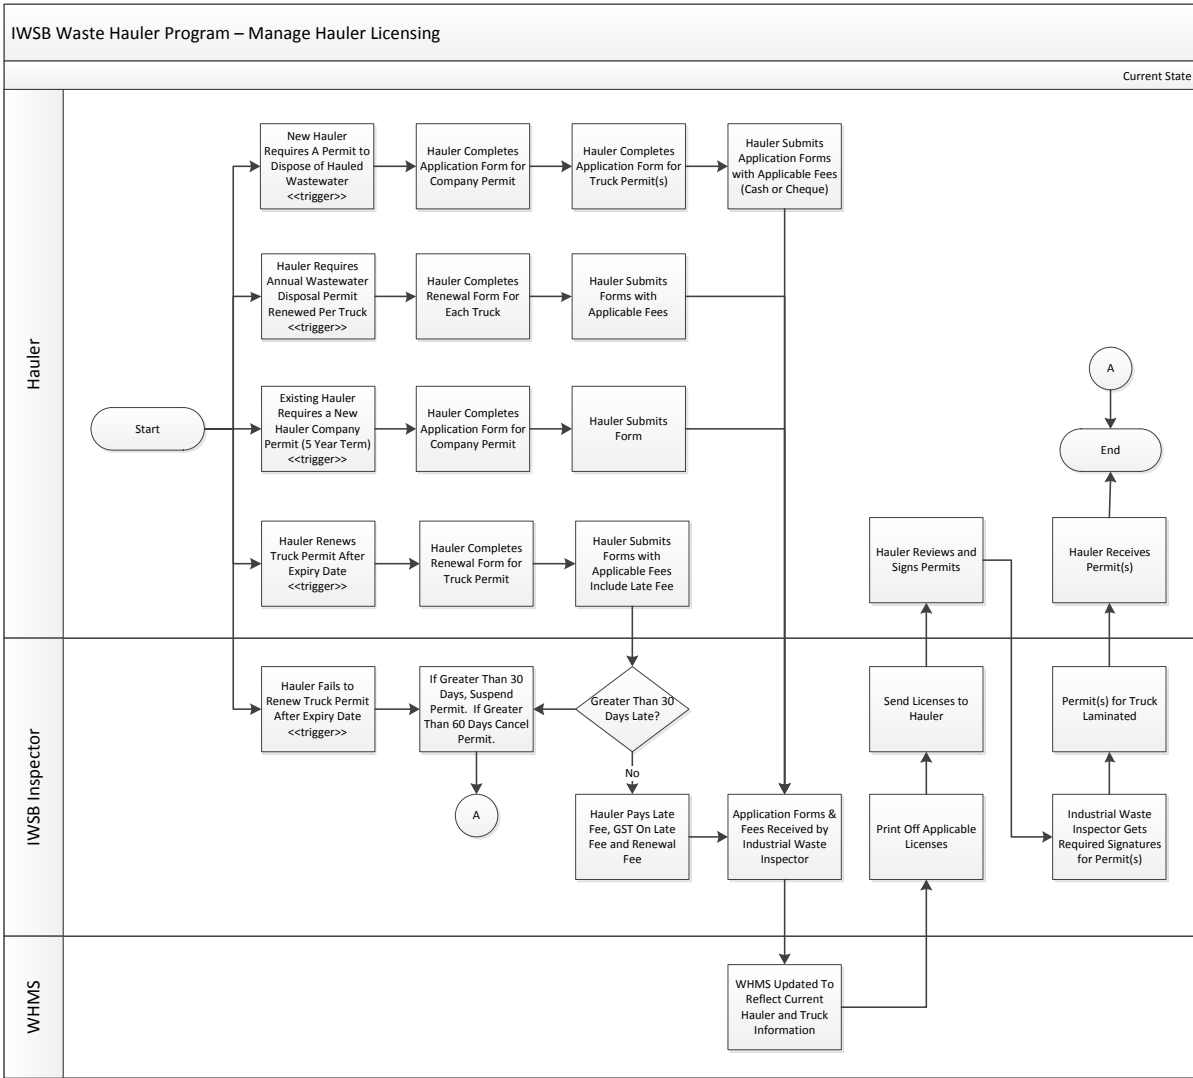 IWSB Waste Hauler Program – Manage Hauler Licensing
Current State
Hauler
New Hauler
Requires A Permit to
Dispose of Hauled
Wastewater
<<trigger>>
Hauler Completes
Application Form for
Company Permit
Hauler Completes
Application Form for
Truck Permit(s)
Hauler Submits
Application Forms
with Applicable Fees
(Cash or Cheque)
Hauler Requires
Annual Wastewater
Disposal Permit
Renewed Per Truck
<<trigger>>
Hauler Completes
Renewal Form For
Each Truck
Hauler Submits
Forms with
Applicable Fees
Start
Existing Hauler
Requires a New
Hauler Company
Permit (5 Year Term)
<<trigger>>
Hauler Completes
Application Form for
Company Permit
Hauler Submits
Form
A
End
Hauler Renews
Truck Permit After
Expiry Date
<<trigger>>
Hauler Completes
Renewal Form for
Truck Permit
Hauler Submits
Forms with
Applicable Fees
Include Late Fee
Hauler Reviews and
Signs Permits
Hauler Receives
Permit(s)
IWSB Inspector
Hauler Fails to
Renew Truck Permit
After Expiry Date
<<trigger>>
If Greater Than 30
Days, Suspend
Permit. If Greater
Than 60 Days Cancel
Permit.
Greater Than 30
Days Late?
Send Licenses to
Hauler
Permit(s) for Truck
Laminated
No
A
Hauler Pays Late
Fee, GST On Late
Fee and Renewal
Fee
Application Forms &
Fees Received by
Industrial Waste
Inspector
Print Off Applicable
Licenses
Industrial Waste
Inspector Gets
Required Signatures
for Permit(s)
WHMS
WHMS Updated To
Reflect Current
Hauler and Truck
Information